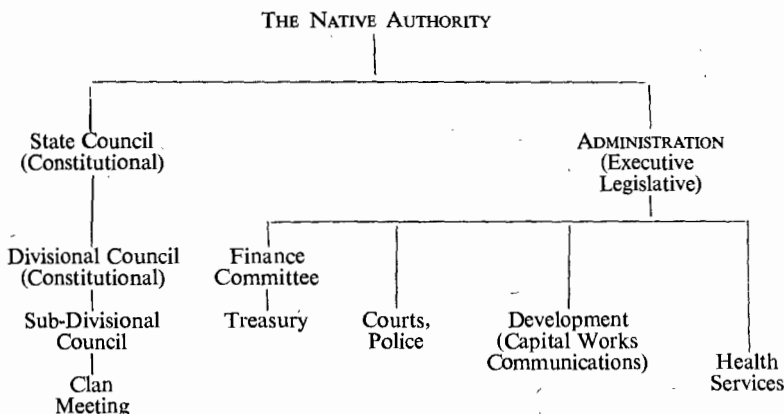 THE NATIVE AUTHORITY
State Council
(Constitutional)
ADMINISTRATION
(Executive
Legislative)
Divisional Council
(Constitutional)
Finance
Committee
Sub-Divisional
Council
Treasury
Courts,
Police
Development
(Capital Works
Communications)
Health
Services
Clan
Meeting